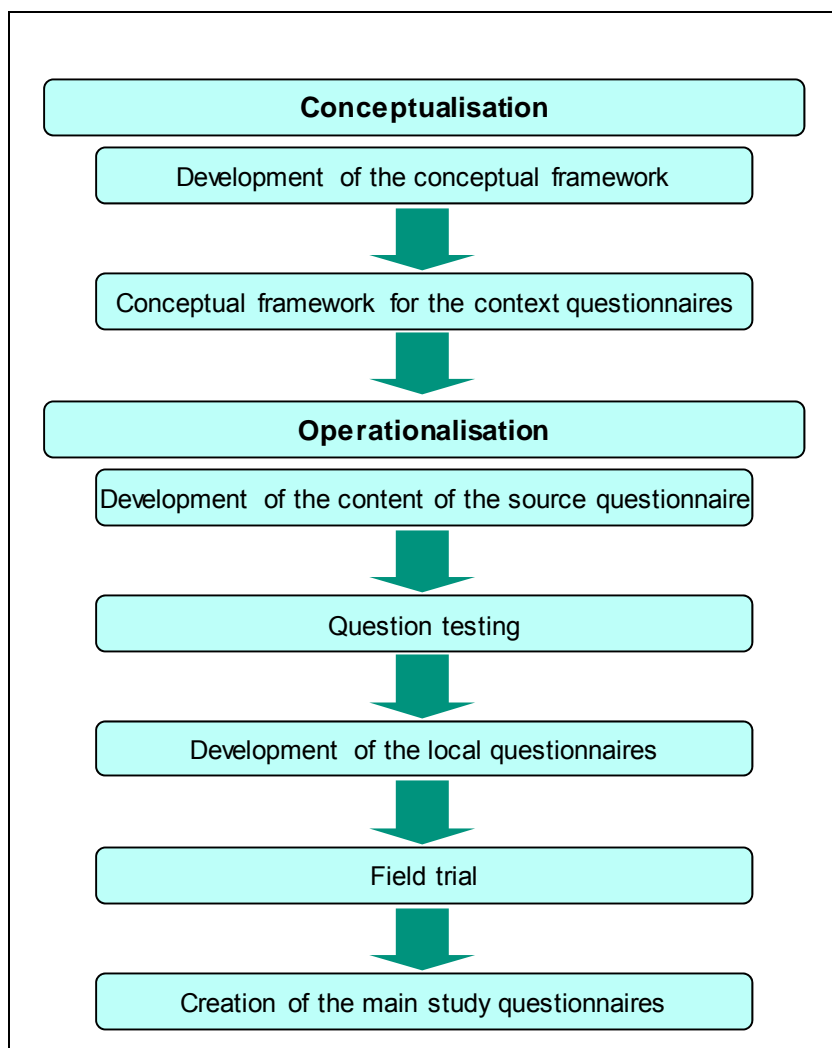 Conceptualisation
Development of the conceptual framework
Conceptual framework for the context questionnaires
Operationalisation
Development of the content of the source questionnaire
Question testing
Development of the local questionnaires
Field trial
Creation of the main study questionnaires